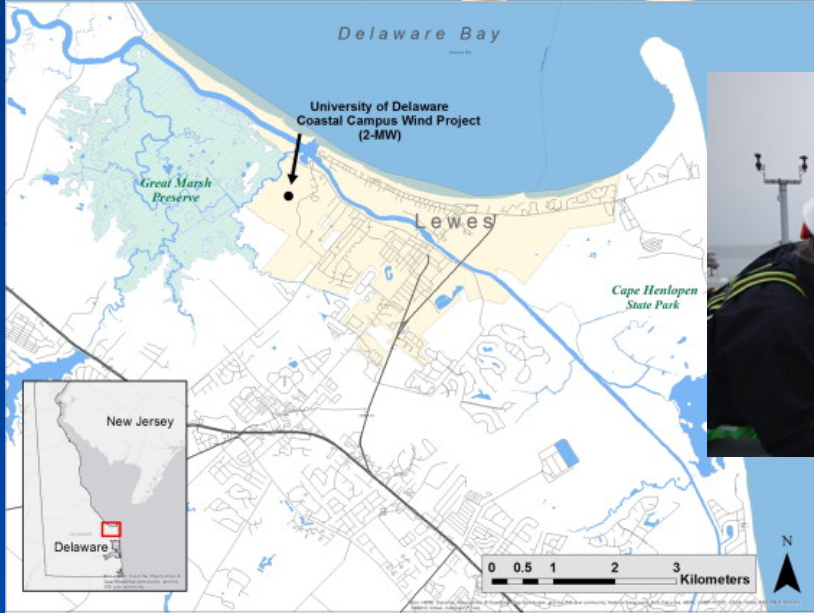 Delaware Bay
University of Delaware
Coastal Campus Wind Project
(2-MW)
Great Marsh
Preserve
Lewes
Cape Henlopen
State Park
New Jersey
Delaware
N
0 0.5 1 2 3
Kilometers